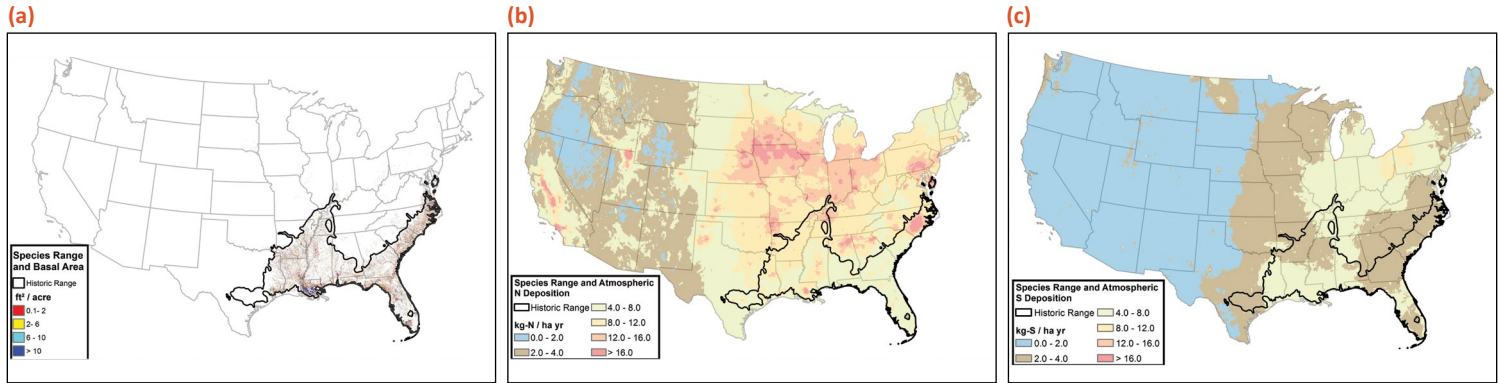 (a)
Species Range
and Basal Area
Historic Range
ft² / acre
0.1- 2
2- 6
6 - 10
> 10
(b)
Species Range and Atmospheric
N Deposition
Historic Range
kg-N / ha yr
0.0 - 2.0
2.0 - 4.0
4.0 - 8.0
8.0 - 12.0
12.0 - 16.0
> 16.0
(c)
Species Range and Atmospheric
S Deposition
Historic Range
kg-S / ha yr
0.0 - 2.0
2.0 - 4.0
4.0 - 8.0
8.0 - 12.0
12.0 - 16.0
> 16.0